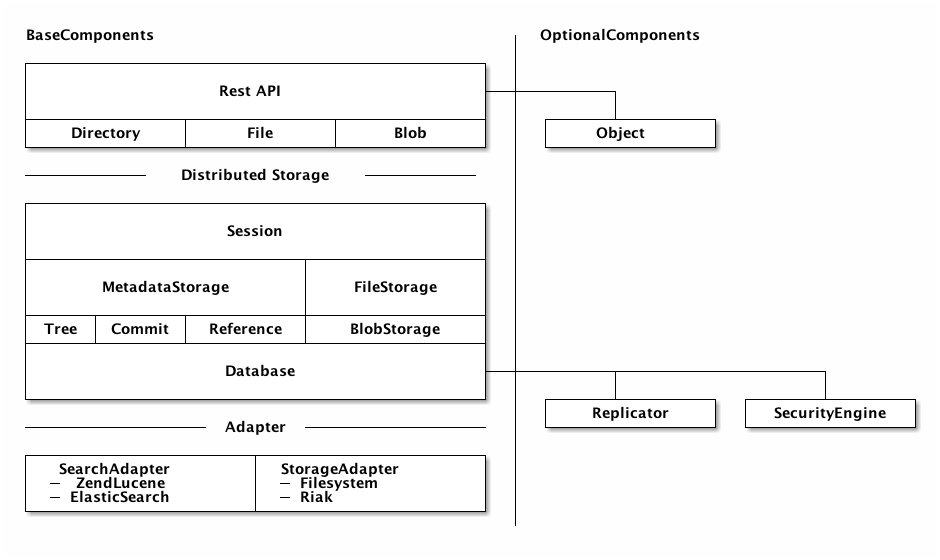 BaseComponents
OptionalComponents
Rest API
Directory
File
Blob
Object
Distributed Storage
Session
MetadataStorage
FileStorage
Tree
Commit
Reference
BlobStorage
Database
Replicator
SecurityEngine
Adapter
SearchAdapter
– ZendLucene
– ElasticSearch
StorageAdapter
– Filesystem
– Riak